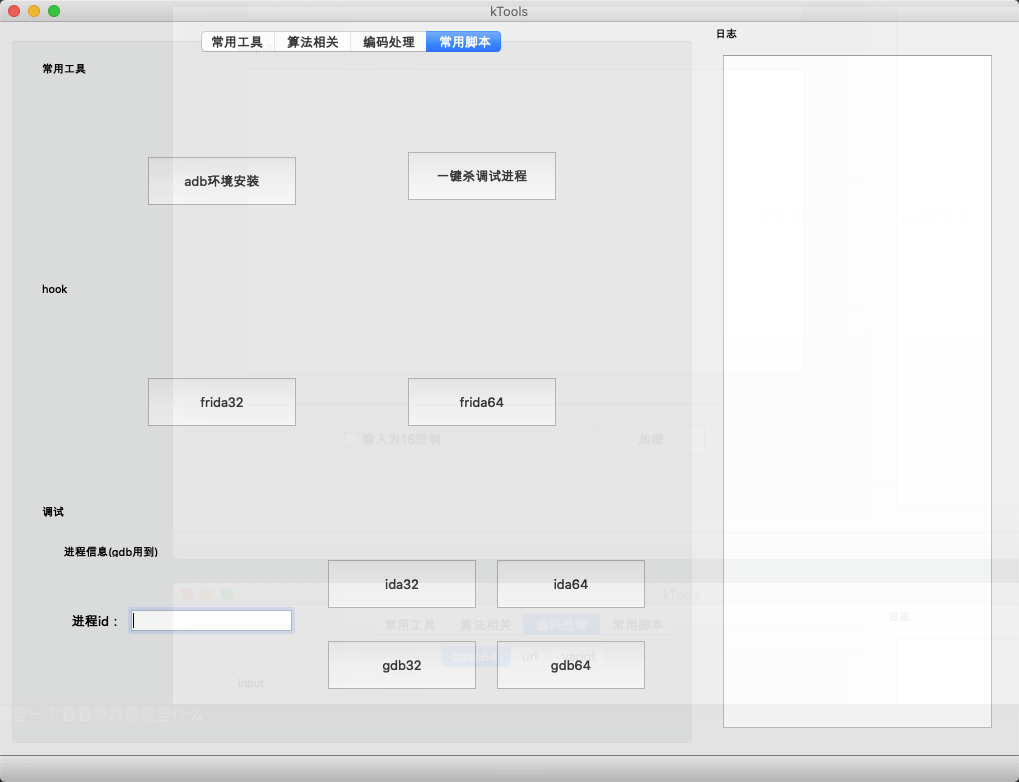 kTools
常用工具 算法相关 编码处理 常用脚本
日志
常用工具
adb环境安装 一键杀调试进程
hook
frida32 frida64
输入为16进制 加密
调试
进程信息(gdb用到)
ida32 ida64
kTools
进程id：
常用工具 算法相关 编码处理 常用脚本
日志
base64 url varint
gdb32 gdb64
input
一下看看参数都是些什么